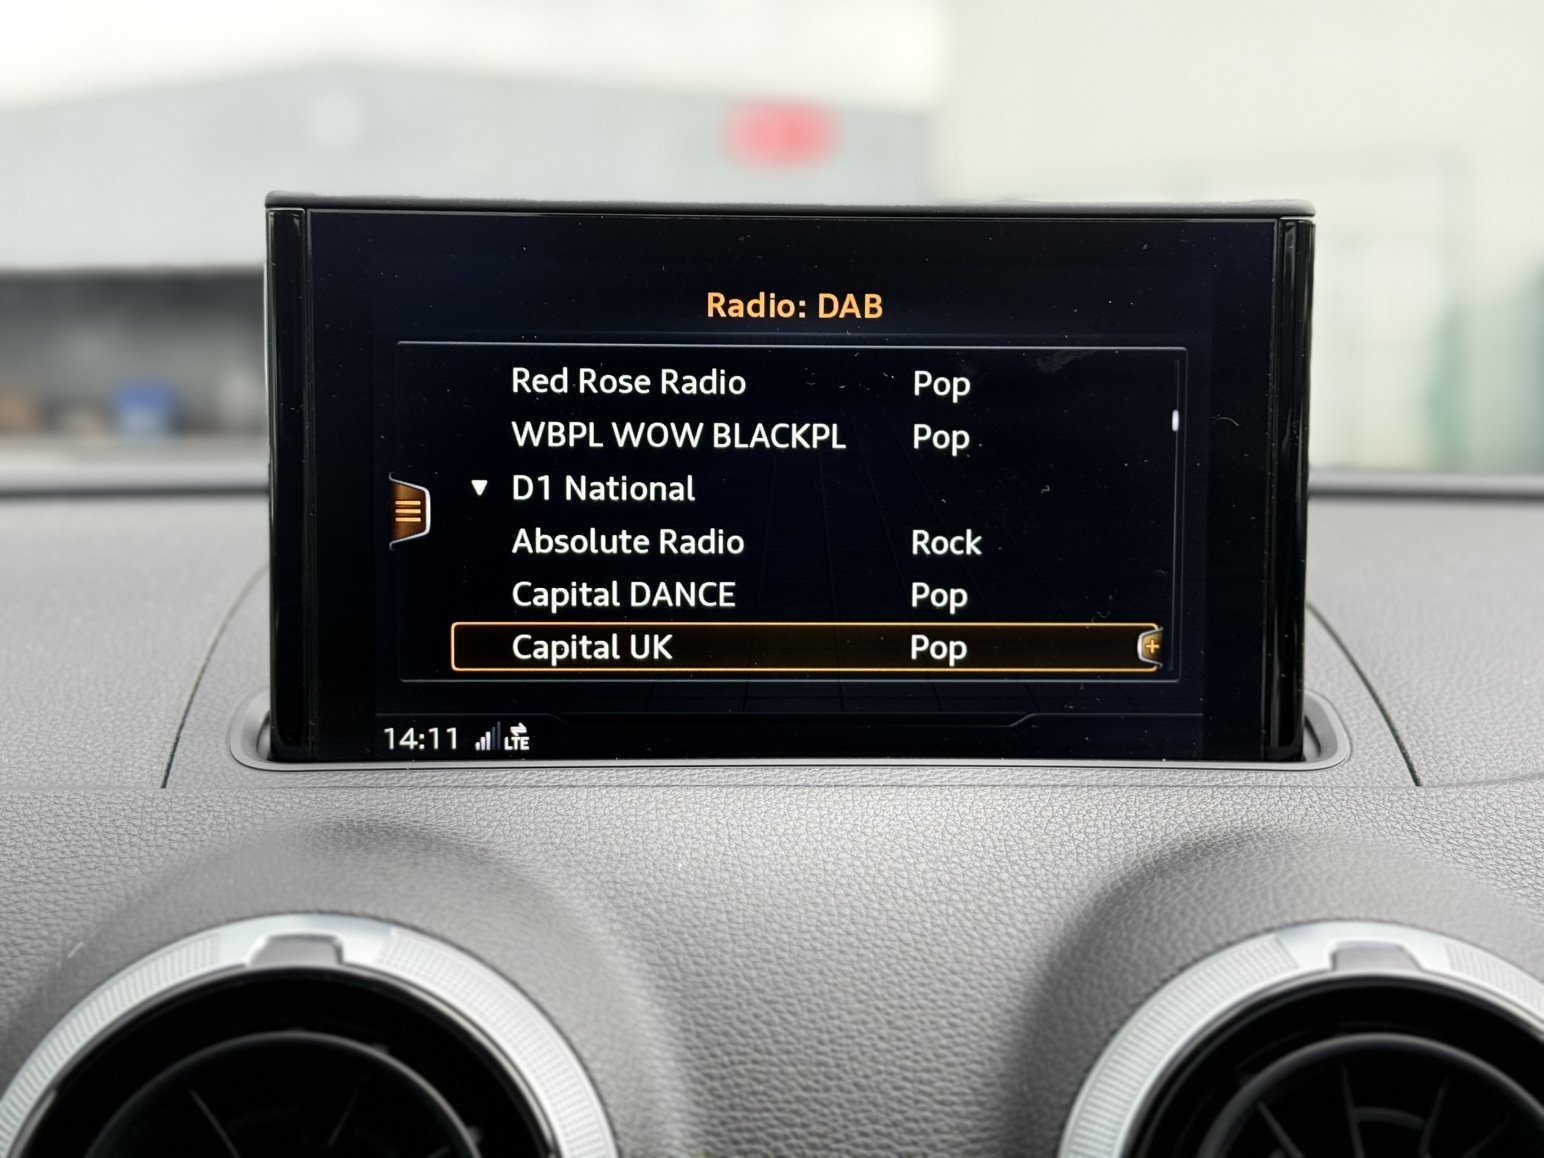 Radio: DAB
Red Rose Radio Pop
WBPL WOW BLACKPL Pop
D1 National
Absolute Radio Rock
Capital DANCE Pop
Capital UK Pop
14:11 LTE